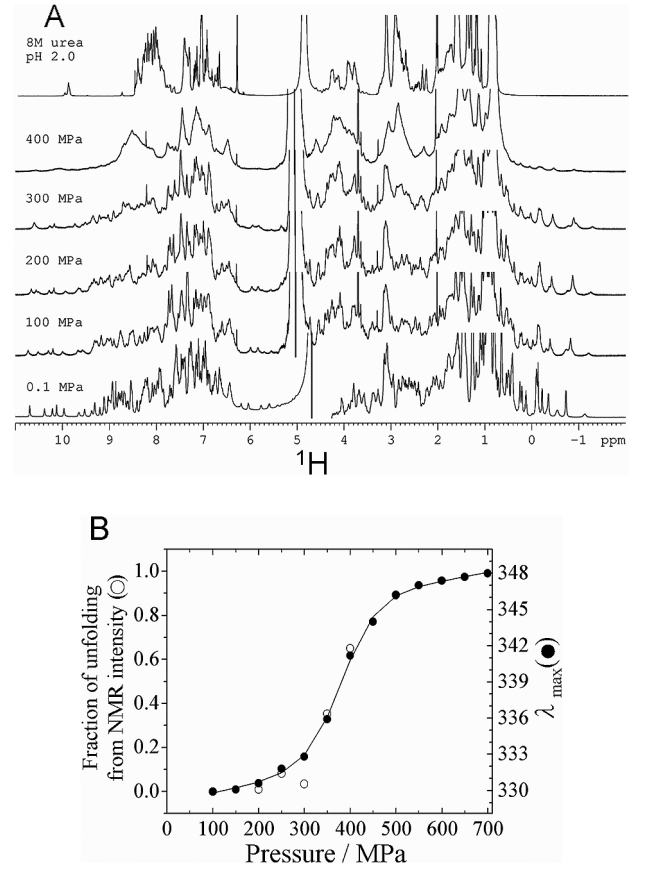 A
8M urea
pH 2.0
400 MPa
300 MPa
200 MPa
100 MPa
0.1 MPa
10 9 8 7 6 5 4 3 2 1 0 -1 ppm
¹H
B
Fraction of unfolding
from NMR intensity (○)
1.0
0.8
0.6
0.4
0.2
0.0
348
345
342
339
336
333
330
λ max (●)
0 100 200 300 400 500 600 700
Pressure / MPa